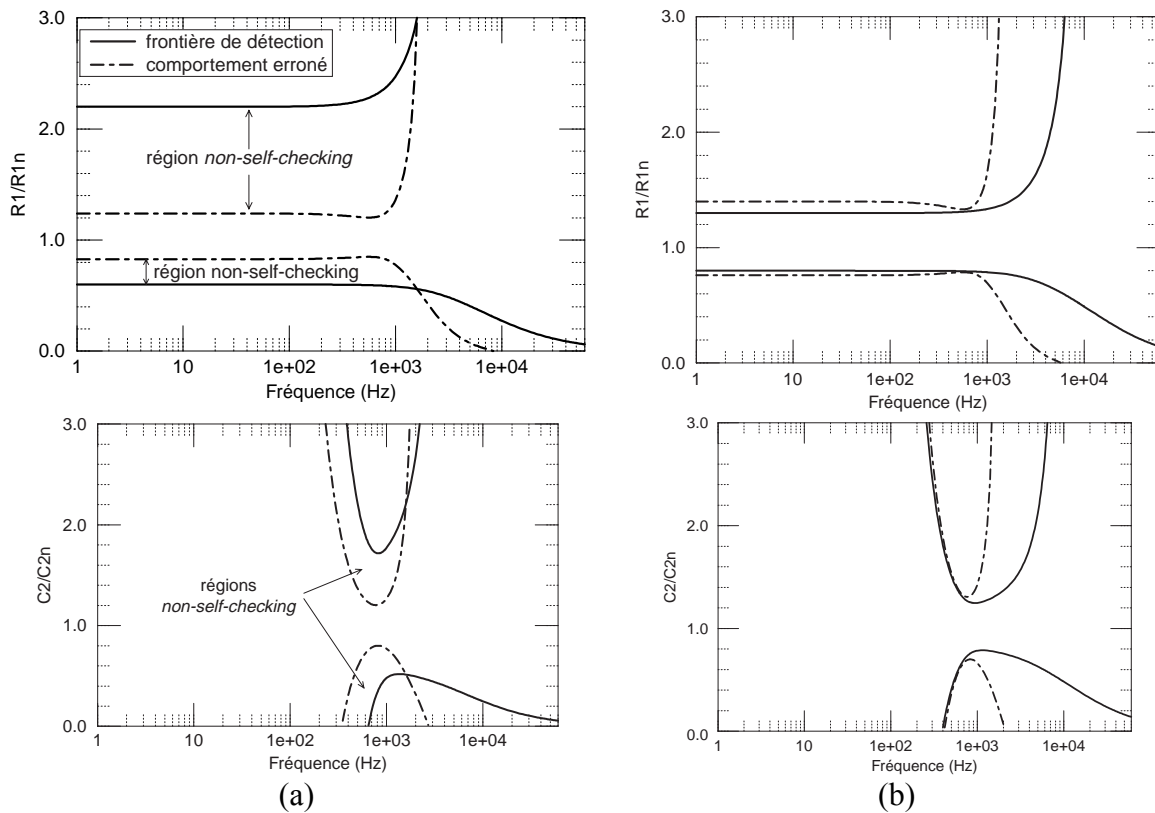 3.0
2.0
1.0
0.0
R1/R1n
frontière de détection
comportement erroné
région non-self-checking
région non-self-checking
1
10
1e+02
1e+03
1e+04
Fréquence (Hz)
3.0
2.0
1.0
0.0
R1/R1n
1
10
1e+02
1e+03
1e+04
Fréquence (Hz)
3.0
2.0
1.0
0.0
C2/C2n
régions
non-self-checking
1
10
1e+02
1e+03
1e+04
Fréquence (Hz)
(a)
3.0
2.0
1.0
0.0
C2/C2n
1
10
1e+02
1e+03
1e+04
Fréquence (Hz)
(b)